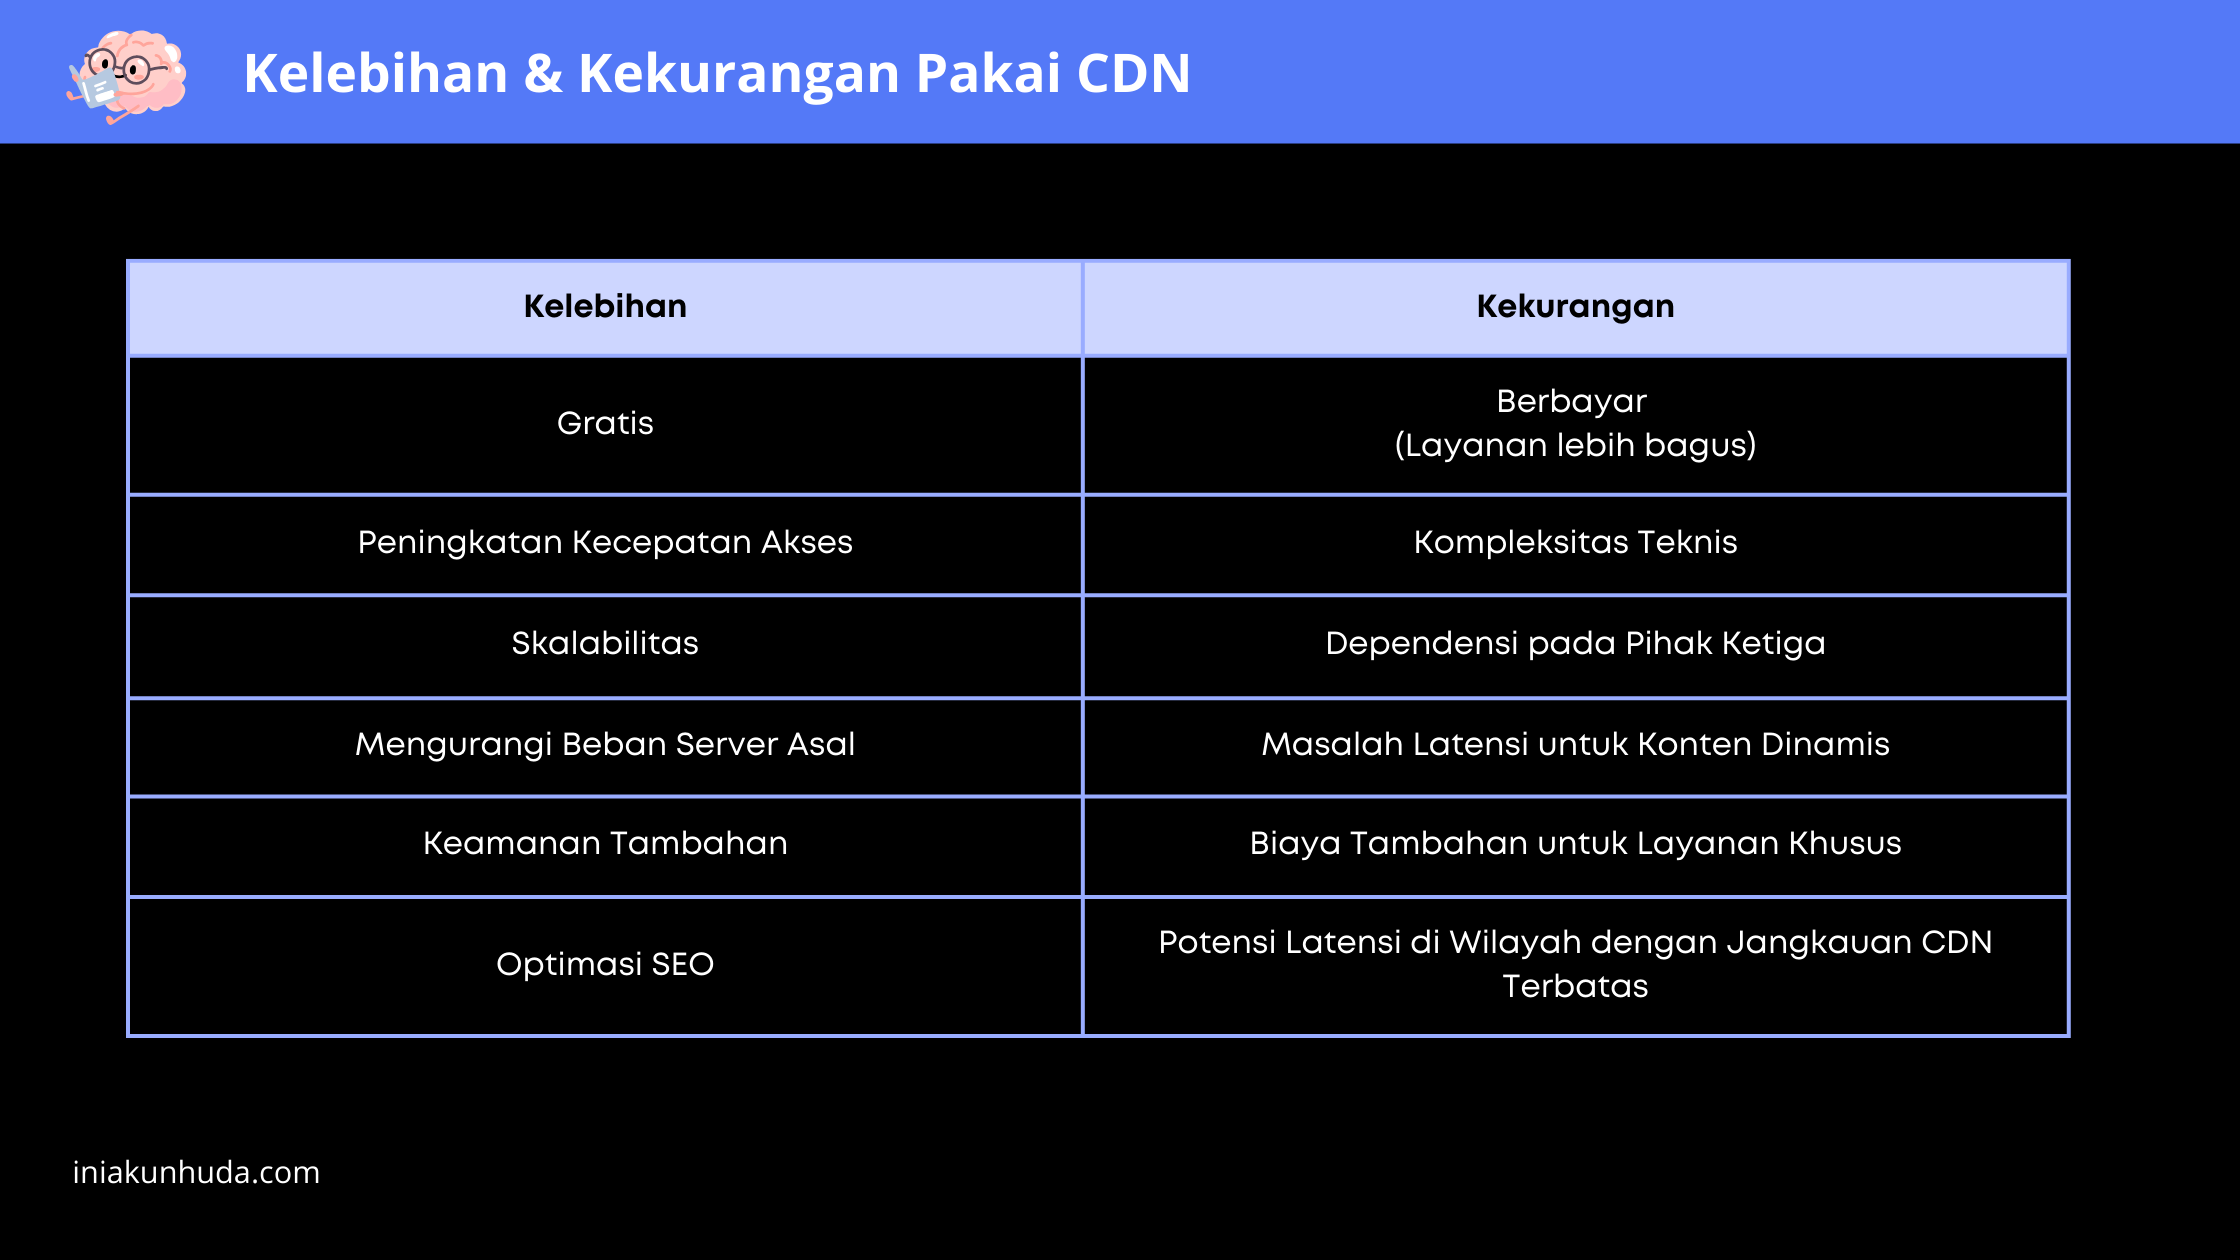 Kelebihan & Kekurangan Pakai CDN
Kelebihan
Kekurangan
Gratis
Berbayar
(Layanan lebih bagus)
Peningkatan Kecepatan Akses
Kompleksitas Teknis
Skalabilitas
Dependensi pada Pihak Ketiga
Mengurangi Beban Server Asal
Masalah Latensi untuk Konten Dinamis
Keamanan Tambahan
Biaya Tambahan untuk Layanan Khusus
Optimasi SEO
Potensi Latensi di Wilayah dengan Jangkauan CDN
Terbatas
iniakunhuda.com